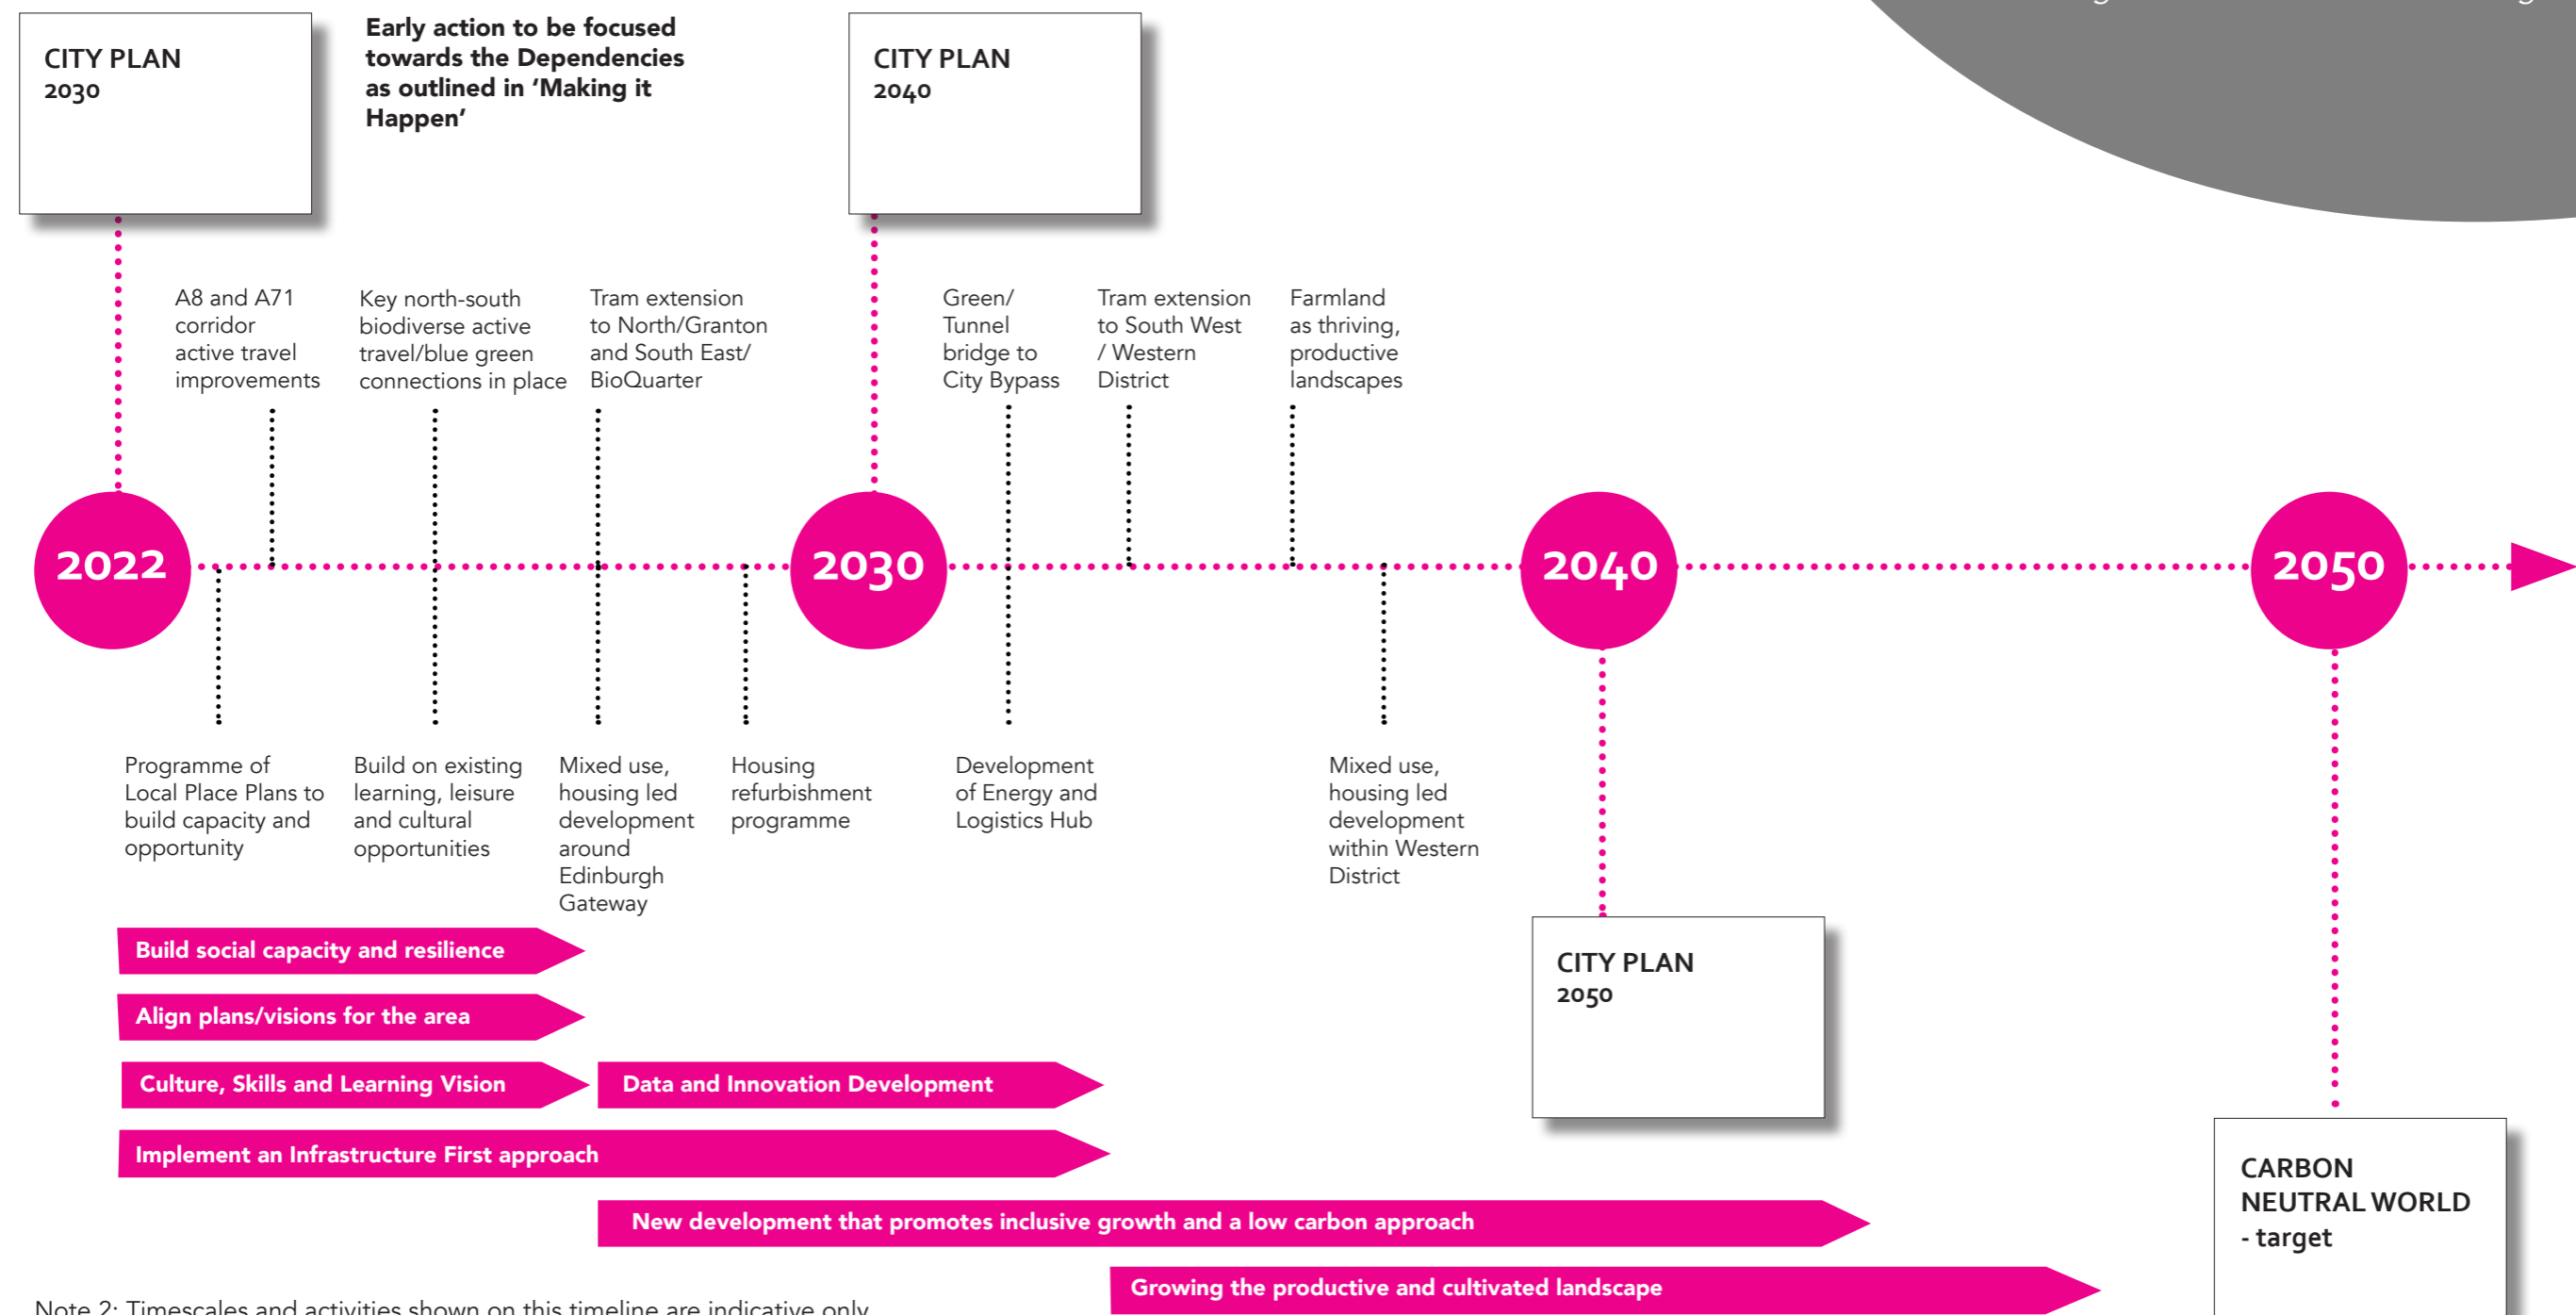 CITY PLAN
2030
Early action to be focused
towards the Dependencies
as outlined in ‘Making it
Happen’
CITY PLAN
2040
A8 and A71
corridor
active travel
improvements
Key north-south
biodiverse active
travel/blue green
connections in place
Tram extension
to North/Granton
and South East/
BioQuarter
Green/
Tunnel
bridge to
City Bypass
Tram extension
to South West
/ Western
District
Farmland
as thriving,
productive
landscapes
2022
2030
2040
2050
Programme of
Local Place Plans to
build capacity and
opportunity
Build on existing
learning, leisure
and cultural
opportunities
Mixed use,
housing led
development
around
Edinburgh
Gateway
Housing
refurbishment
programme
Development
of Energy and
Logistics Hub
Mixed use,
housing led
development
within Western
District
Build social capacity and resilience
Align plans/visions for the area
Culture, Skills and Learning Vision
Data and Innovation Development
Implement an Infrastructure First approach
New development that promotes inclusive growth and a low carbon approach
Growing the productive and cultivated landscape
CITY PLAN
2050
CARBON
NEUTRAL WORLD
- target
Note 2: Timescales and activities shown on this timeline are indicative only